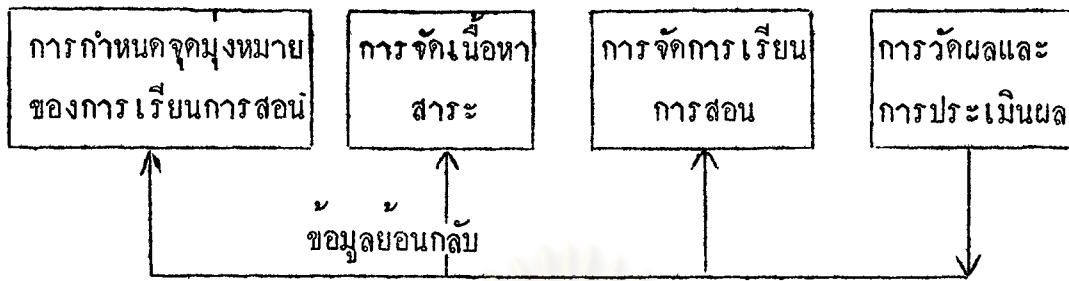 การกำหนดจุดมุ่งหมาย
ของการเรียนการสอน
การจัดเนื้อหา
สาระ
การจัดการเรียน
การสอน
การวัดผลและ
การประเมินผล
ข้อมูลย้อนกลับ